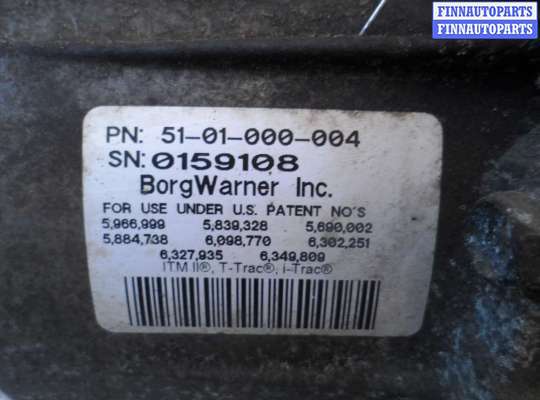 FINNAUTOPARTS
FINNAUTOPARTS
PN: 51-01-000-004
SN: 0159108
BorgWarner Inc.
FOR USE UNDER U.S. PATENT NO'S
5,966,999 5,839,328 5,690,002
5,884,738 6,098,770 6,302,251
6,327,935 6,349,809
ITM II®, T-Trac®, i-Trac®